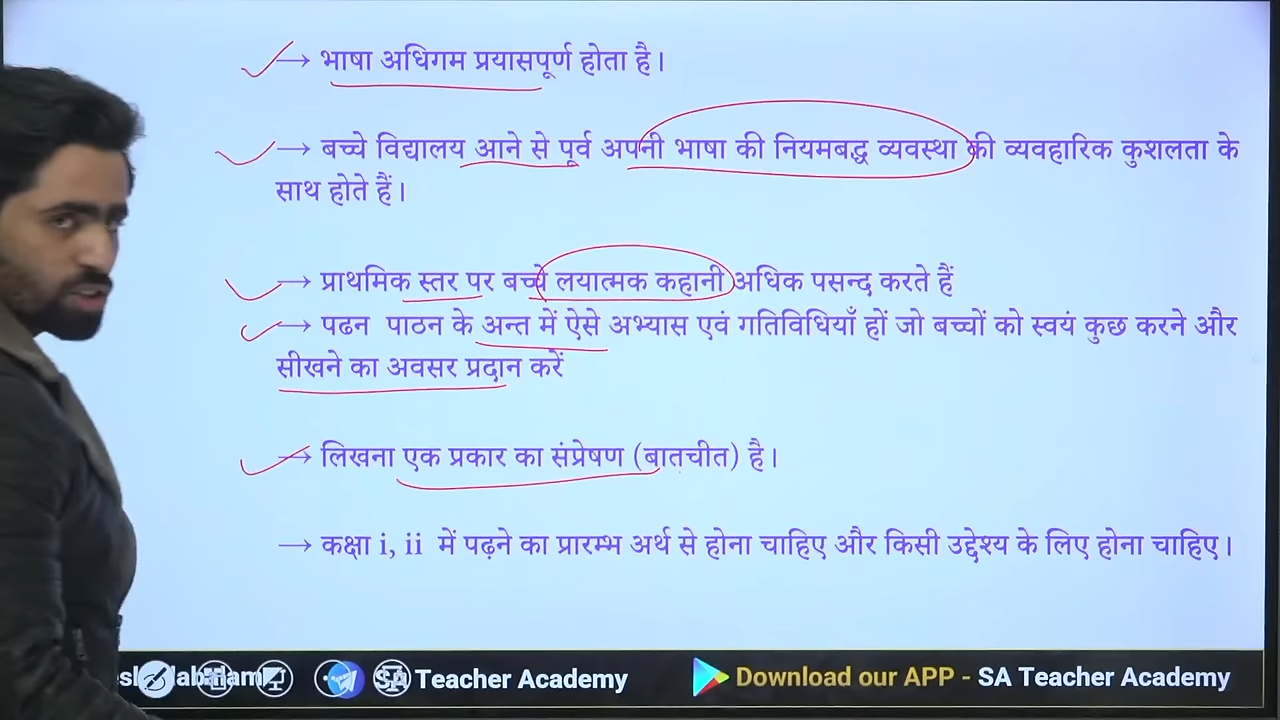 → भाषा अधिगम प्रयासपूर्ण होता है।
→ बच्चे विद्यालय आने से पूर्व अपनी भाषा की नियमबद्ध व्यवस्था की व्यवहारिक कुशलता के
साथ होते हैं।
→ प्राथमिक स्तर पर बच्चे लयात्मक कहानी अधिक पसन्द करते हैं
→ पढन पाठन के अन्त में ऐसे अभ्यास एवं गतिविधियाँ हों जो बच्चों को स्वयं कुछ करने और
सीखने का अवसर प्रदान करें
→ लिखना एक प्रकार का संप्रेषण (बातचीत) है।
→ कक्षा i, ii में पढ़ने का प्रारम्भ अर्थ से होना चाहिए और किसी उद्देश्य के लिए होना चाहिए।
SA Teacher Academy Download our APP - SA Teacher Academy